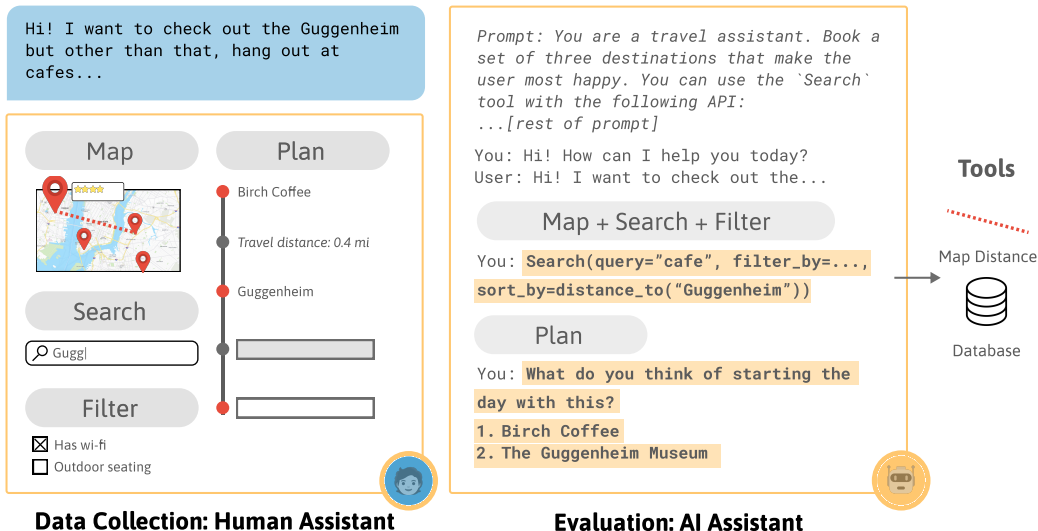 Hi! I want to check out the Guggenheim
but other than that, hang out at
cafes...
Map
Plan
Birch Coffee
Travel distance: 0.4 mi
Guggenheim
Search
Gugg|
Filter
Has wi-fi
Outdoor seating
Data Collection: Human Assistant
Prompt: You are a travel assistant. Book a
set of three destinations that make the
user most happy. You can use the `Search`
tool with the following API:
...[rest of prompt]
You: Hi! How can I help you today?
User: Hi! I want to check out the...
Map + Search + Filter
You: Search(query=”cafe”, filter_by=...,
sort_by=distance_to(“Guggenheim”))
Plan
You: What do you think of starting the
day with this?
1. Birch Coffee
2. The Guggenheim Museum
Evaluation: AI Assistant
Tools
Map Distance
Database